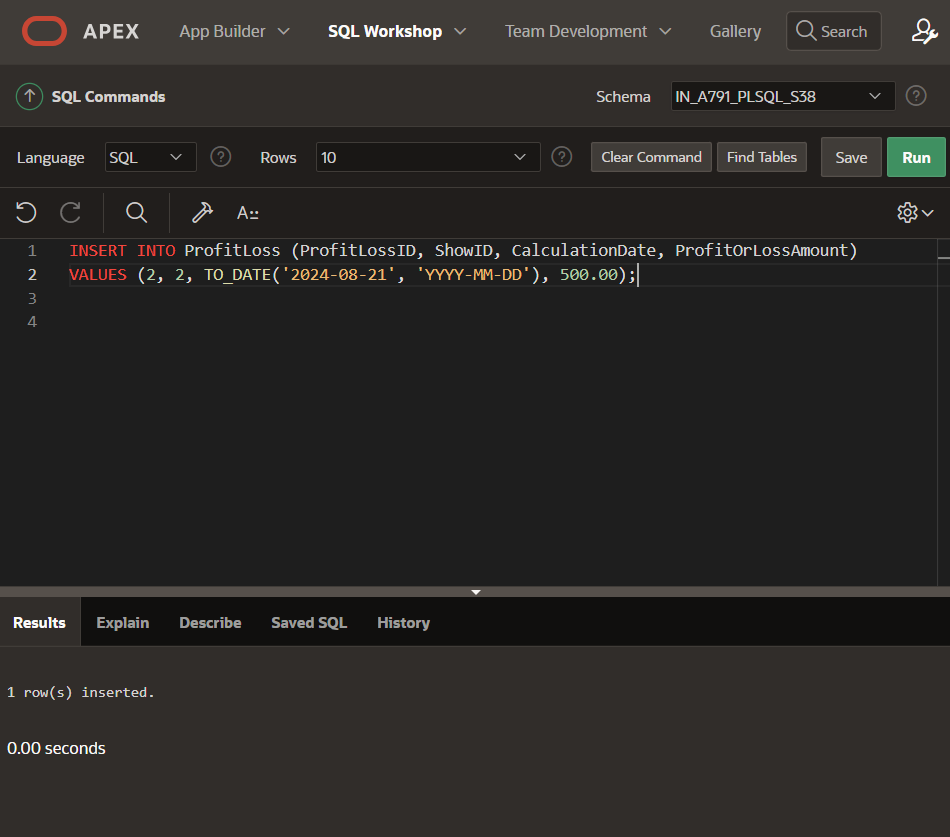 APEX App Builder SQL Workshop Team Development Gallery Search
SQL Commands Schema IN_A791_PLSQL_S38 ?
Language SQL ? Rows 10 ? Clear Command Find Tables Save Run
A::
1 INSERT INTO ProfitLoss (ProfitLossID, ShowID, CalculationDate, ProfitOrLossAmount)
2 VALUES (2, 2, TO_DATE('2024-08-21', 'YYYY-MM-DD'), 500.00);
3
4
Results Explain Describe Saved SQL History
1 row(s) inserted.
0.00 seconds